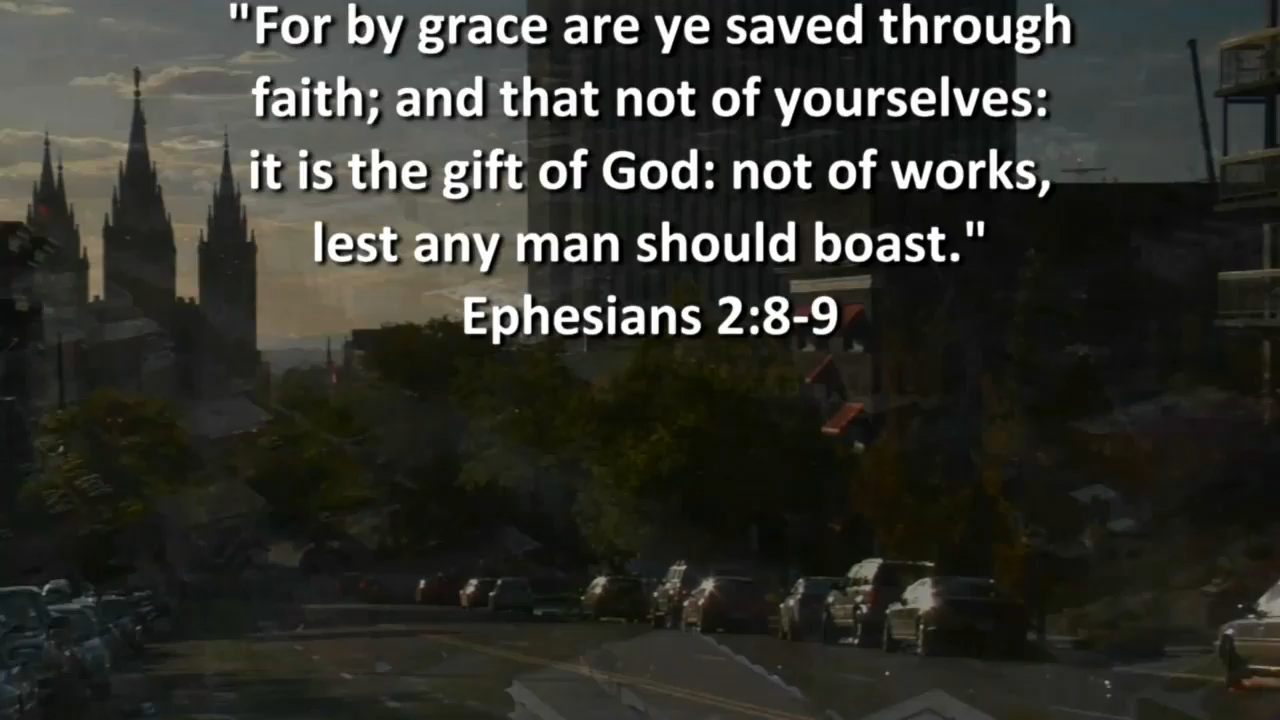 "For by grace are ye saved through
faith; and that not of yourselves:
it is the gift of God: not of works,
lest any man should boast."
Ephesians 2:8-9